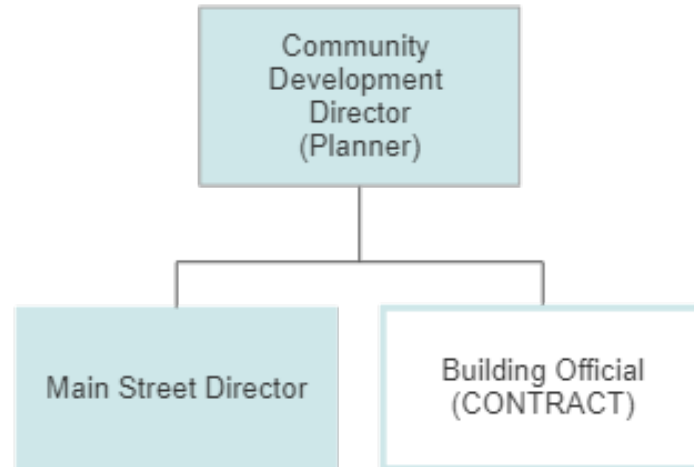 Community
Development
Director
(Planner)
Main Street Director
Building Official
(CONTRACT)